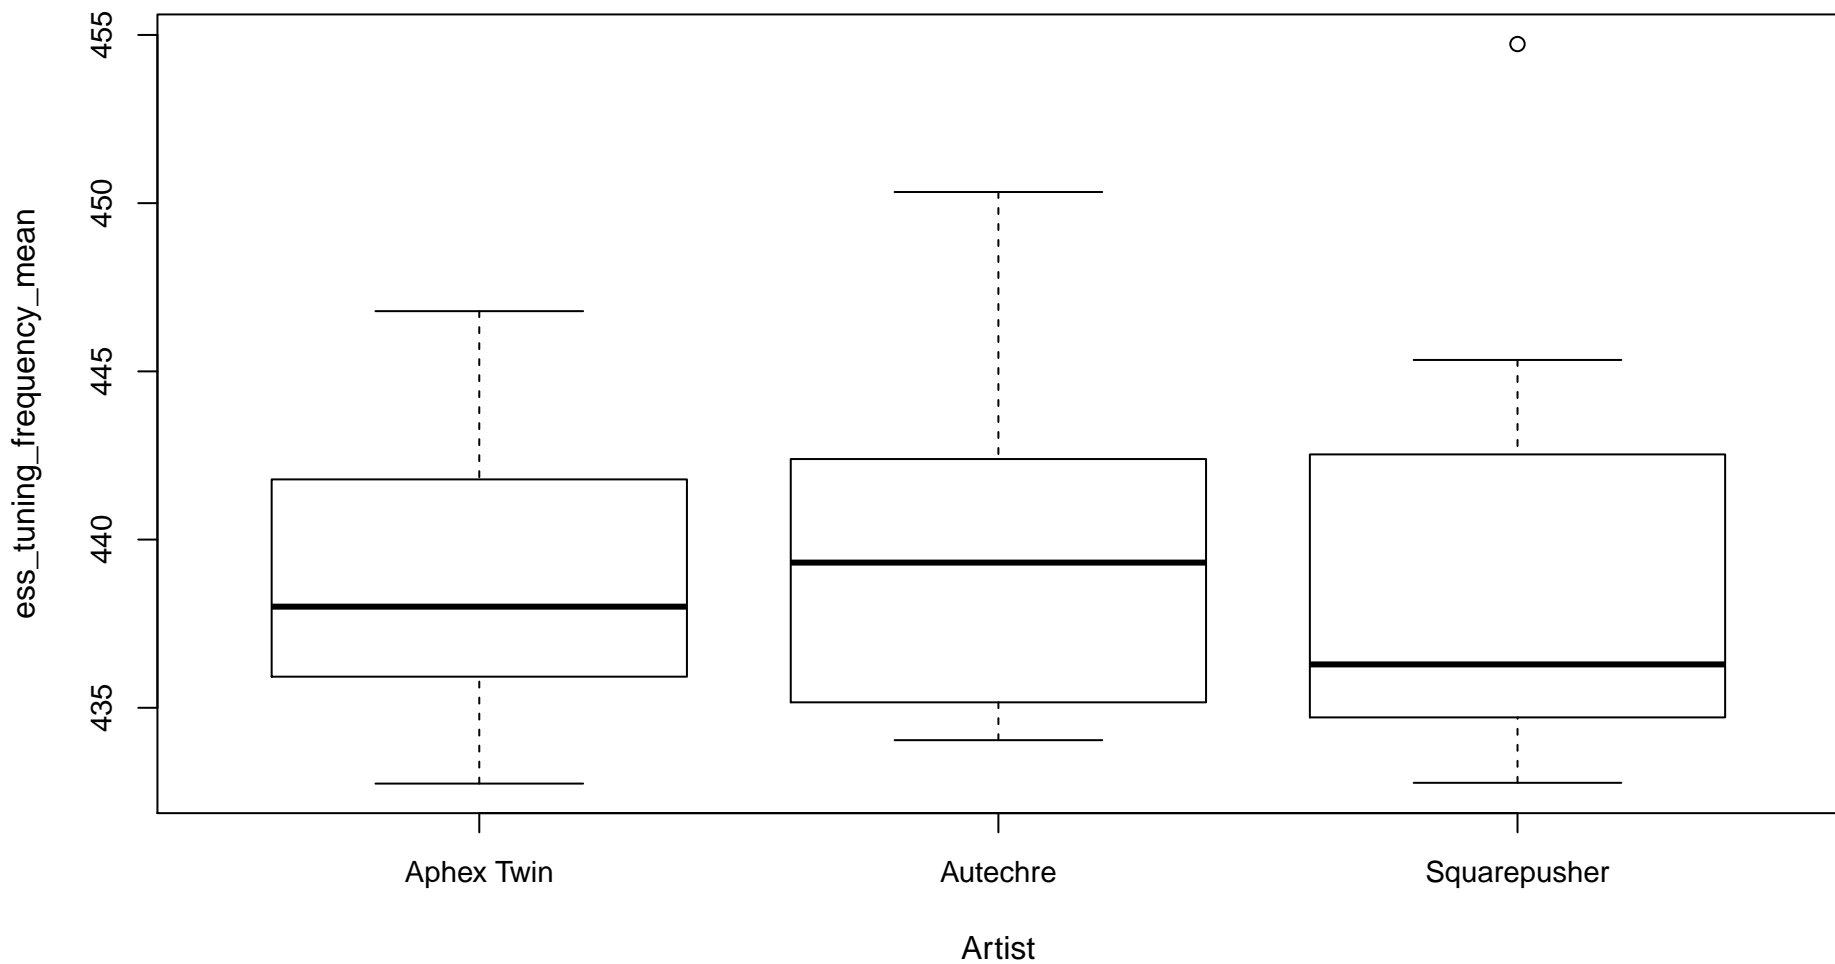 ess_tuning_frequency_mean
455
450
445
440
435
Aphex Twin
Autechre
Squarepusher
Artist